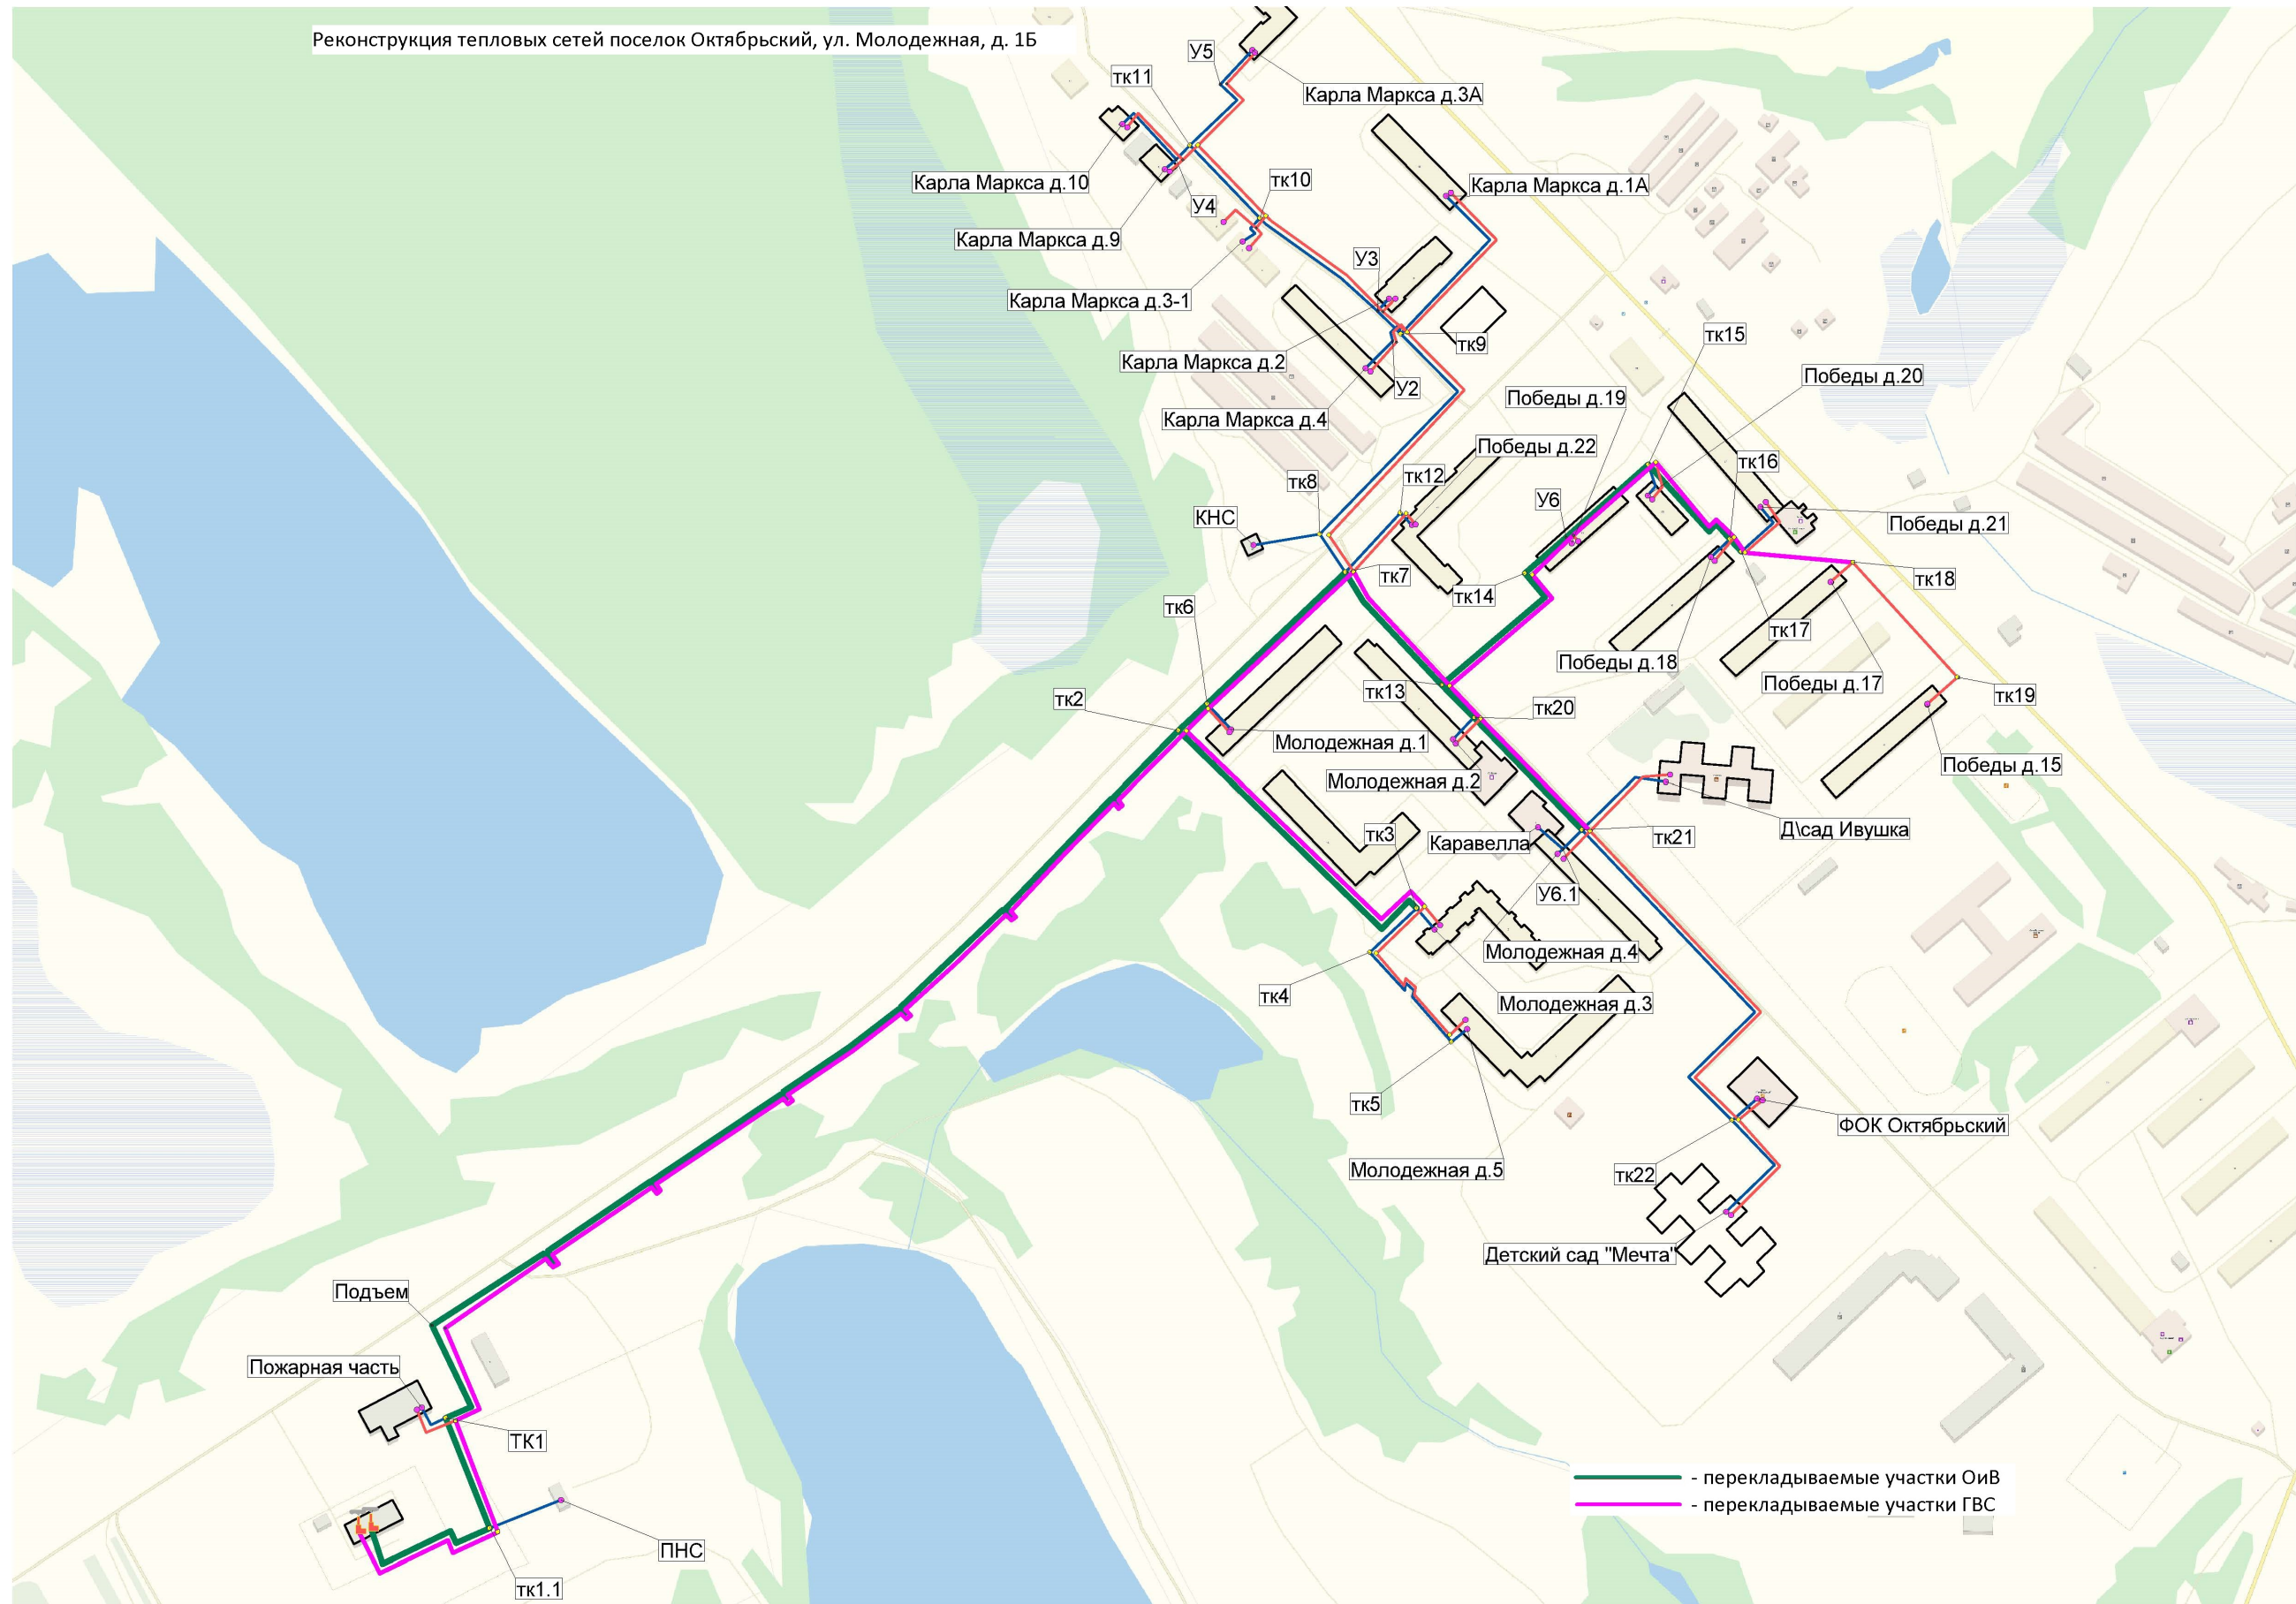 Реконструкция тепловых сетей поселок Октябрьский, ул. Молодежная, д. 1Б
У5
тк11
Карла Маркса д.3А
Карла Маркса д.10
тк10
Карла Маркса д.1А
У4
Карла Маркса д.9
У3
Карла Маркса д.3-1
тк15
тк9
Карла Маркса д.2
Победы д.20
У2
Победы д.19
Карла Маркса д.4
Победы д.22
тк16
тк12
тк8
У6
КНС
Победы д.21
тк7
тк18
тк14
тк6
тк17
Победы д.18
Победы д.17
тк13
тк19
тк2
тк20
Молодежная д.1
Победы д.15
Молодежная д.2
Д\сад Ивушка
тк3
тк21
Каравелла
У6.1
Молодежная д.4
тк4
Молодежная д.3
тк5
ФОК Октябрьский
Молодежная д.5
тк22
Детский сад "Мечта"
Подъем
Пожарная часть
ТК1
- перекладываемые участки ОиВ
- перекладываемые участки ГВС
ПНС
тк1.1